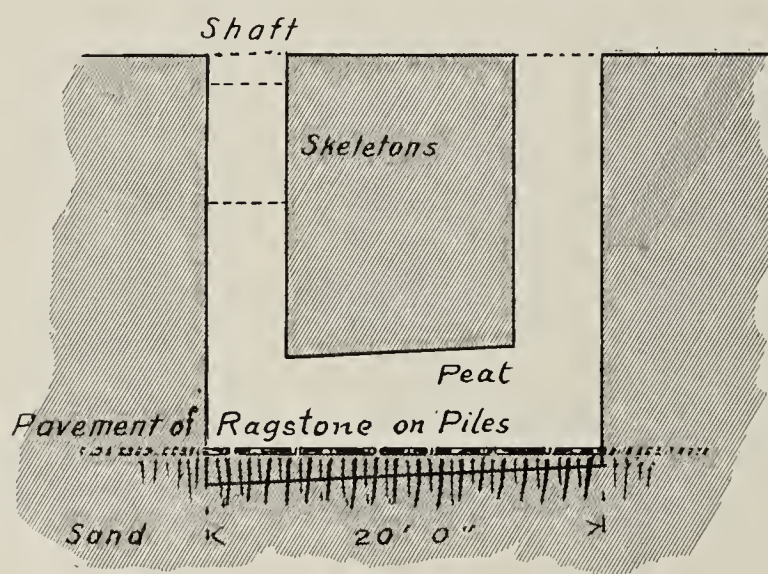 Shaft
Skeletons
Peat
Pavement of Ragstone on Piles
Sand
20' 0"